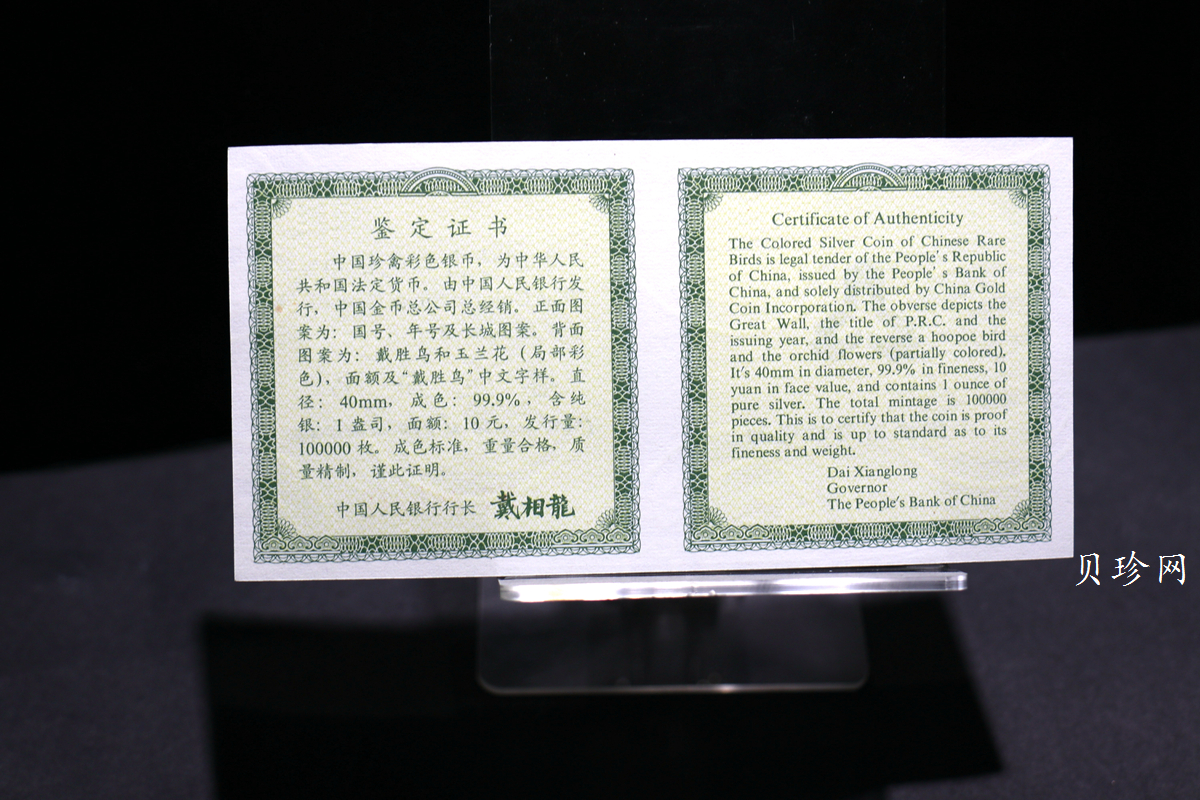 鉴定证书
中国珍禽彩色银币，为中华人民
共和国法定货币。由中国人民银行发
行，中国金币总公司总经销。正面图
案为：国号、年号及长城图案。背面
图案为：戴胜鸟和玉兰花（局部彩
色），面额及“戴胜鸟”中文字样。直
径：40mm，成色：99.9%，含纯
银：1盎司，面额：10元，发行量：
100000枚。成色标准，重量合格，质
量精制，谨此证明。
中国人民银行行长 戴相龍
Certificate of Authenticity
The Colored Silver Coin of Chinese Rare
Birds is legal tender of the People's Republic
of China, issued by the People's Bank of
China, and solely distributed by China Gold
Coin Incorporation. The obverse depicts the
Great Wall, the title of P.R.C. and the
issuing year, and the reverse a hoopoe bird
and the orchid flowers (partially colored).
It's 40mm in diameter, 99.9% in fineness, 10
yuan in face value, and contains 1 ounce of
pure silver. The total mintage is 100000
pieces. This is to certify that the coin is proof
in quality and is up to standard as to its
fineness and weight.
Dai Xianglong
Governor
The People's Bank of China
贝珍网